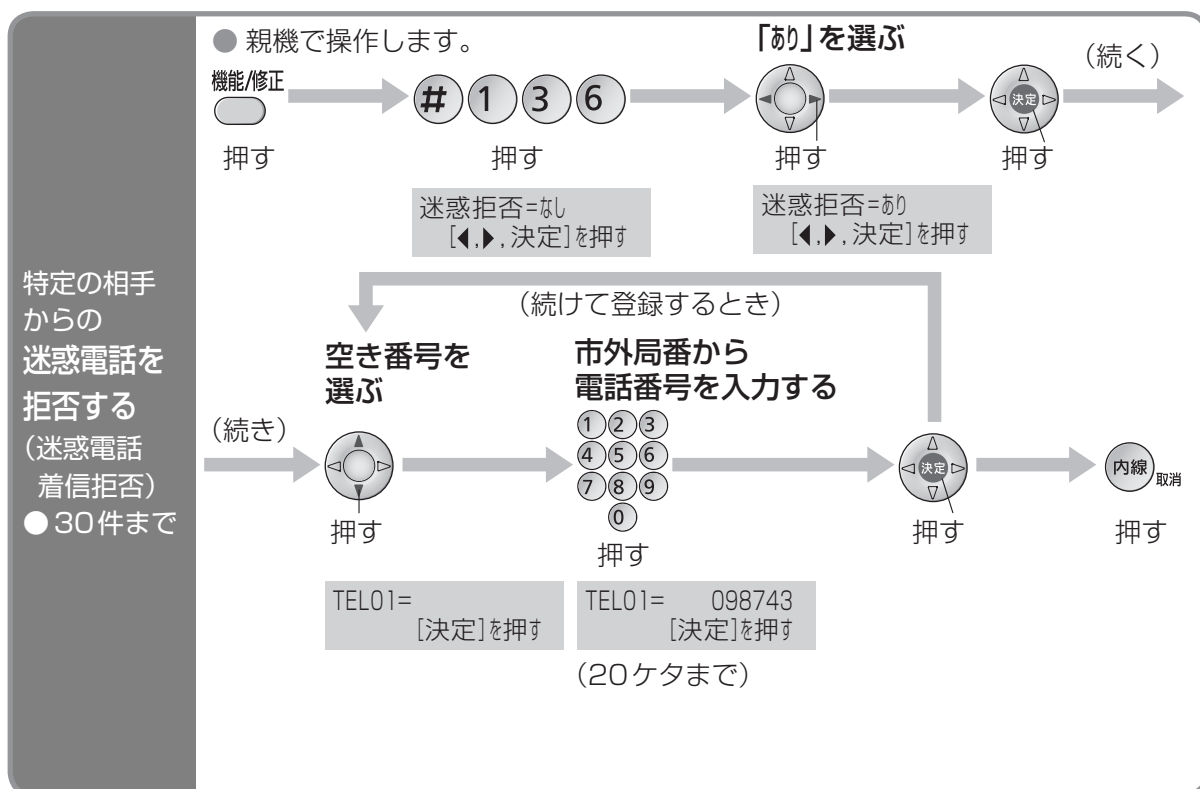 特定の相手
からの
迷惑電話を
拒否する
(迷惑電話
着信拒否)
●30件まで
● 親機で操作します。
「あり」を選ぶ
(続く)
機能/修正
# 1 3 6
決定
押す
押す
押す
押す
迷惑拒否=なし
[◀,▶,決定]を押す
迷惑拒否=あり
[◀,▶,決定]を押す
(続けて登録するとき)
空き番号を
選ぶ
市外局番から
電話番号を入力する
(続き)
1 2 3
4 5 6
7 8 9
0
決定
内線
取消
押す
押す
押す
押す
TEL01=
[決定]を押す
TEL01= 098743
[決定]を押す
(20ケタまで)